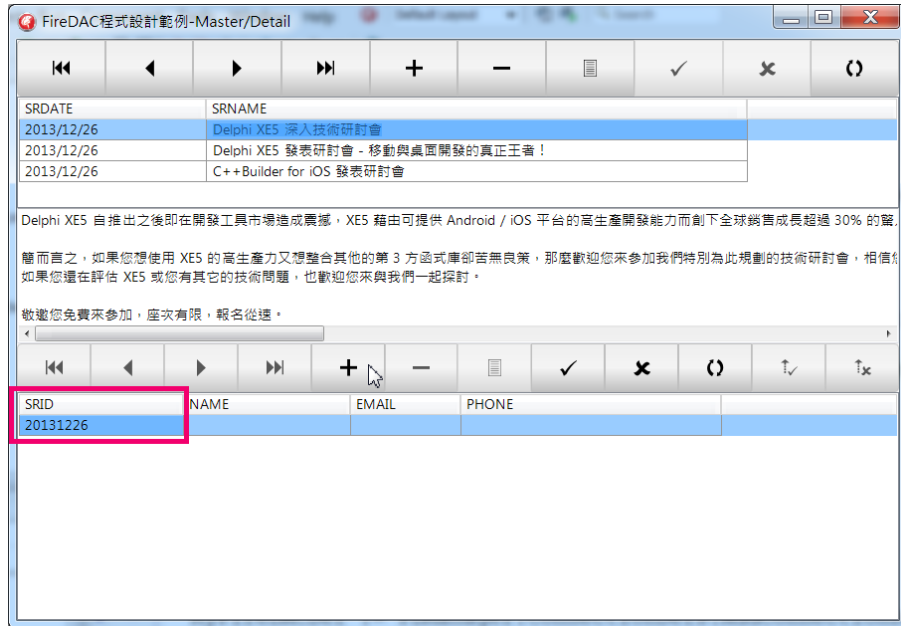 FireDAC程式設計範例-Master/Detail
SRDATE SRNAME
2013/12/26 Delphi XE5 深入技術研討會
2013/12/26 Delphi XE5 發表研討會 - 移動與桌面開發的真正王者！
2013/12/26 C++Builder for iOS 發表研討會
Delphi XE5 自推出之後即在開發工具市場造成震撼，XE5 藉由可提供 Android / iOS 平台的高生產開發能力而創下全球銷售成長超過 30% 的驚
簡而言之，如果您想使用 XE5 的高生產力又想整合其他的第 3 方函式庫卻苦無良策，那麼歡迎您來參加我們特別為此規劃的技術研討會，相信您
如果您還在評估 XE5 或您有其它的技術問題，也歡迎您來與我們一起探討。
敬邀您免費來參加，座次有限，報名從速。
SRID NAME EMAIL PHONE
20131226